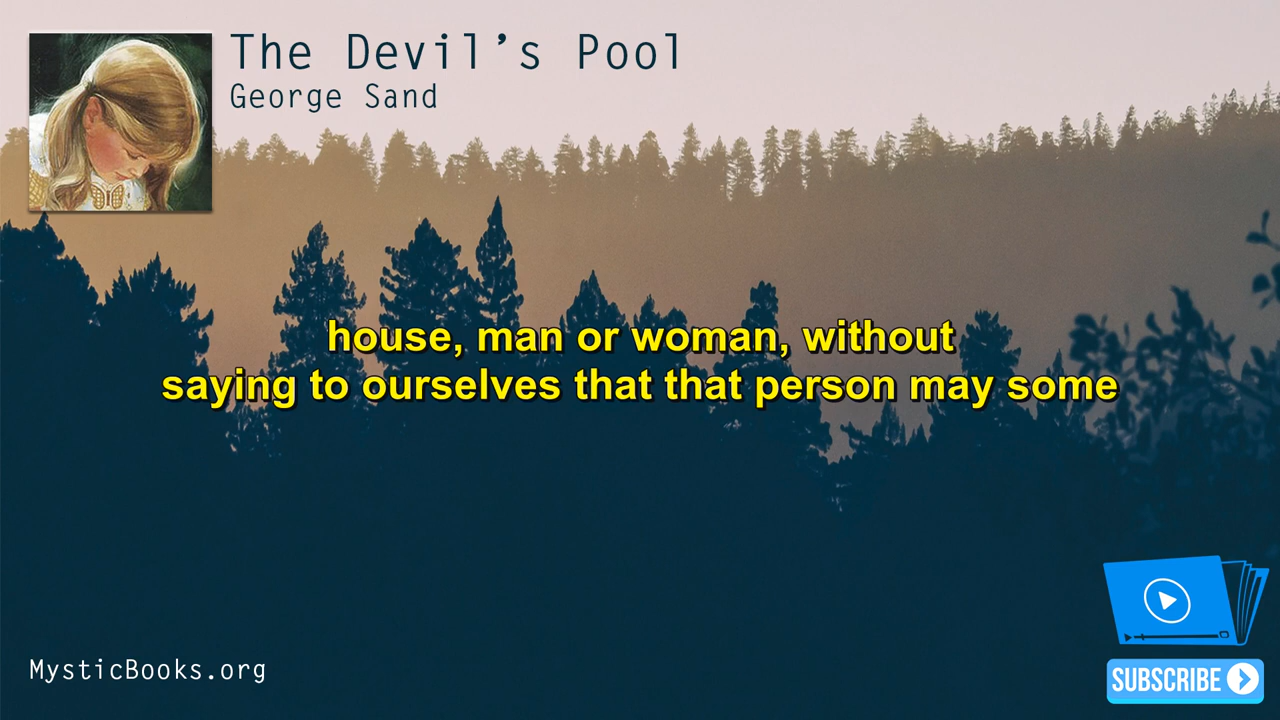 The Devil's Pool
George Sand
house, man or woman, without
saying to ourselves that that person may some
MysticBooks.org
SUBSCRIBE